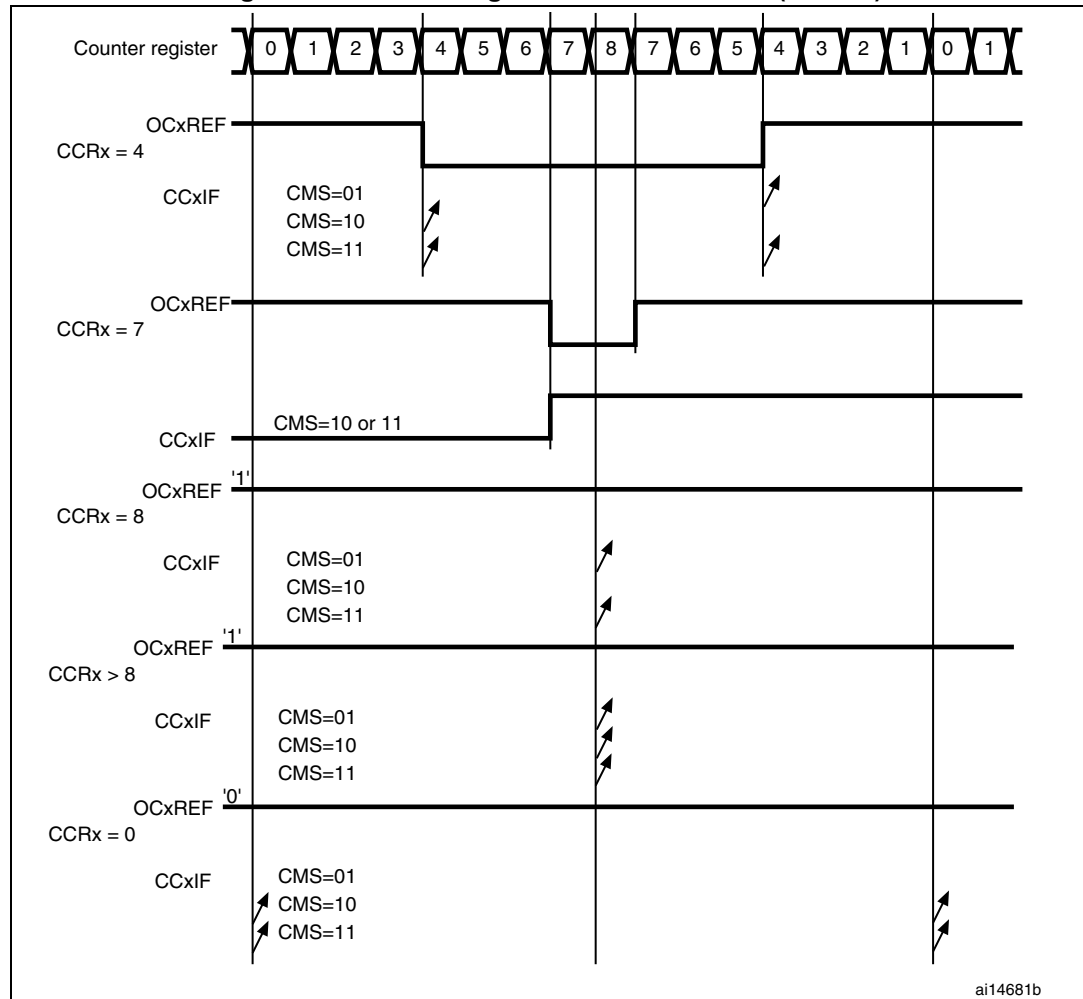 Counter register 0 1 2 3 4 5 6 7 8 7 6 5 4 3 2 1 0 1
OCxREF
CCRx = 4
CCxIF
CMS=01
CMS=10
CMS=11
OCxREF
CCRx = 7
CMS=10 or 11
CCxIF
'1'
OCxREF
CCRx = 8
CCxIF
CMS=01
CMS=10
CMS=11
'1'
OCxREF
CCRx > 8
CCxIF
CMS=01
CMS=10
CMS=11
'0'
OCxREF
CCRx = 0
CCxIF
CMS=01
CMS=10
CMS=11
ai14681b